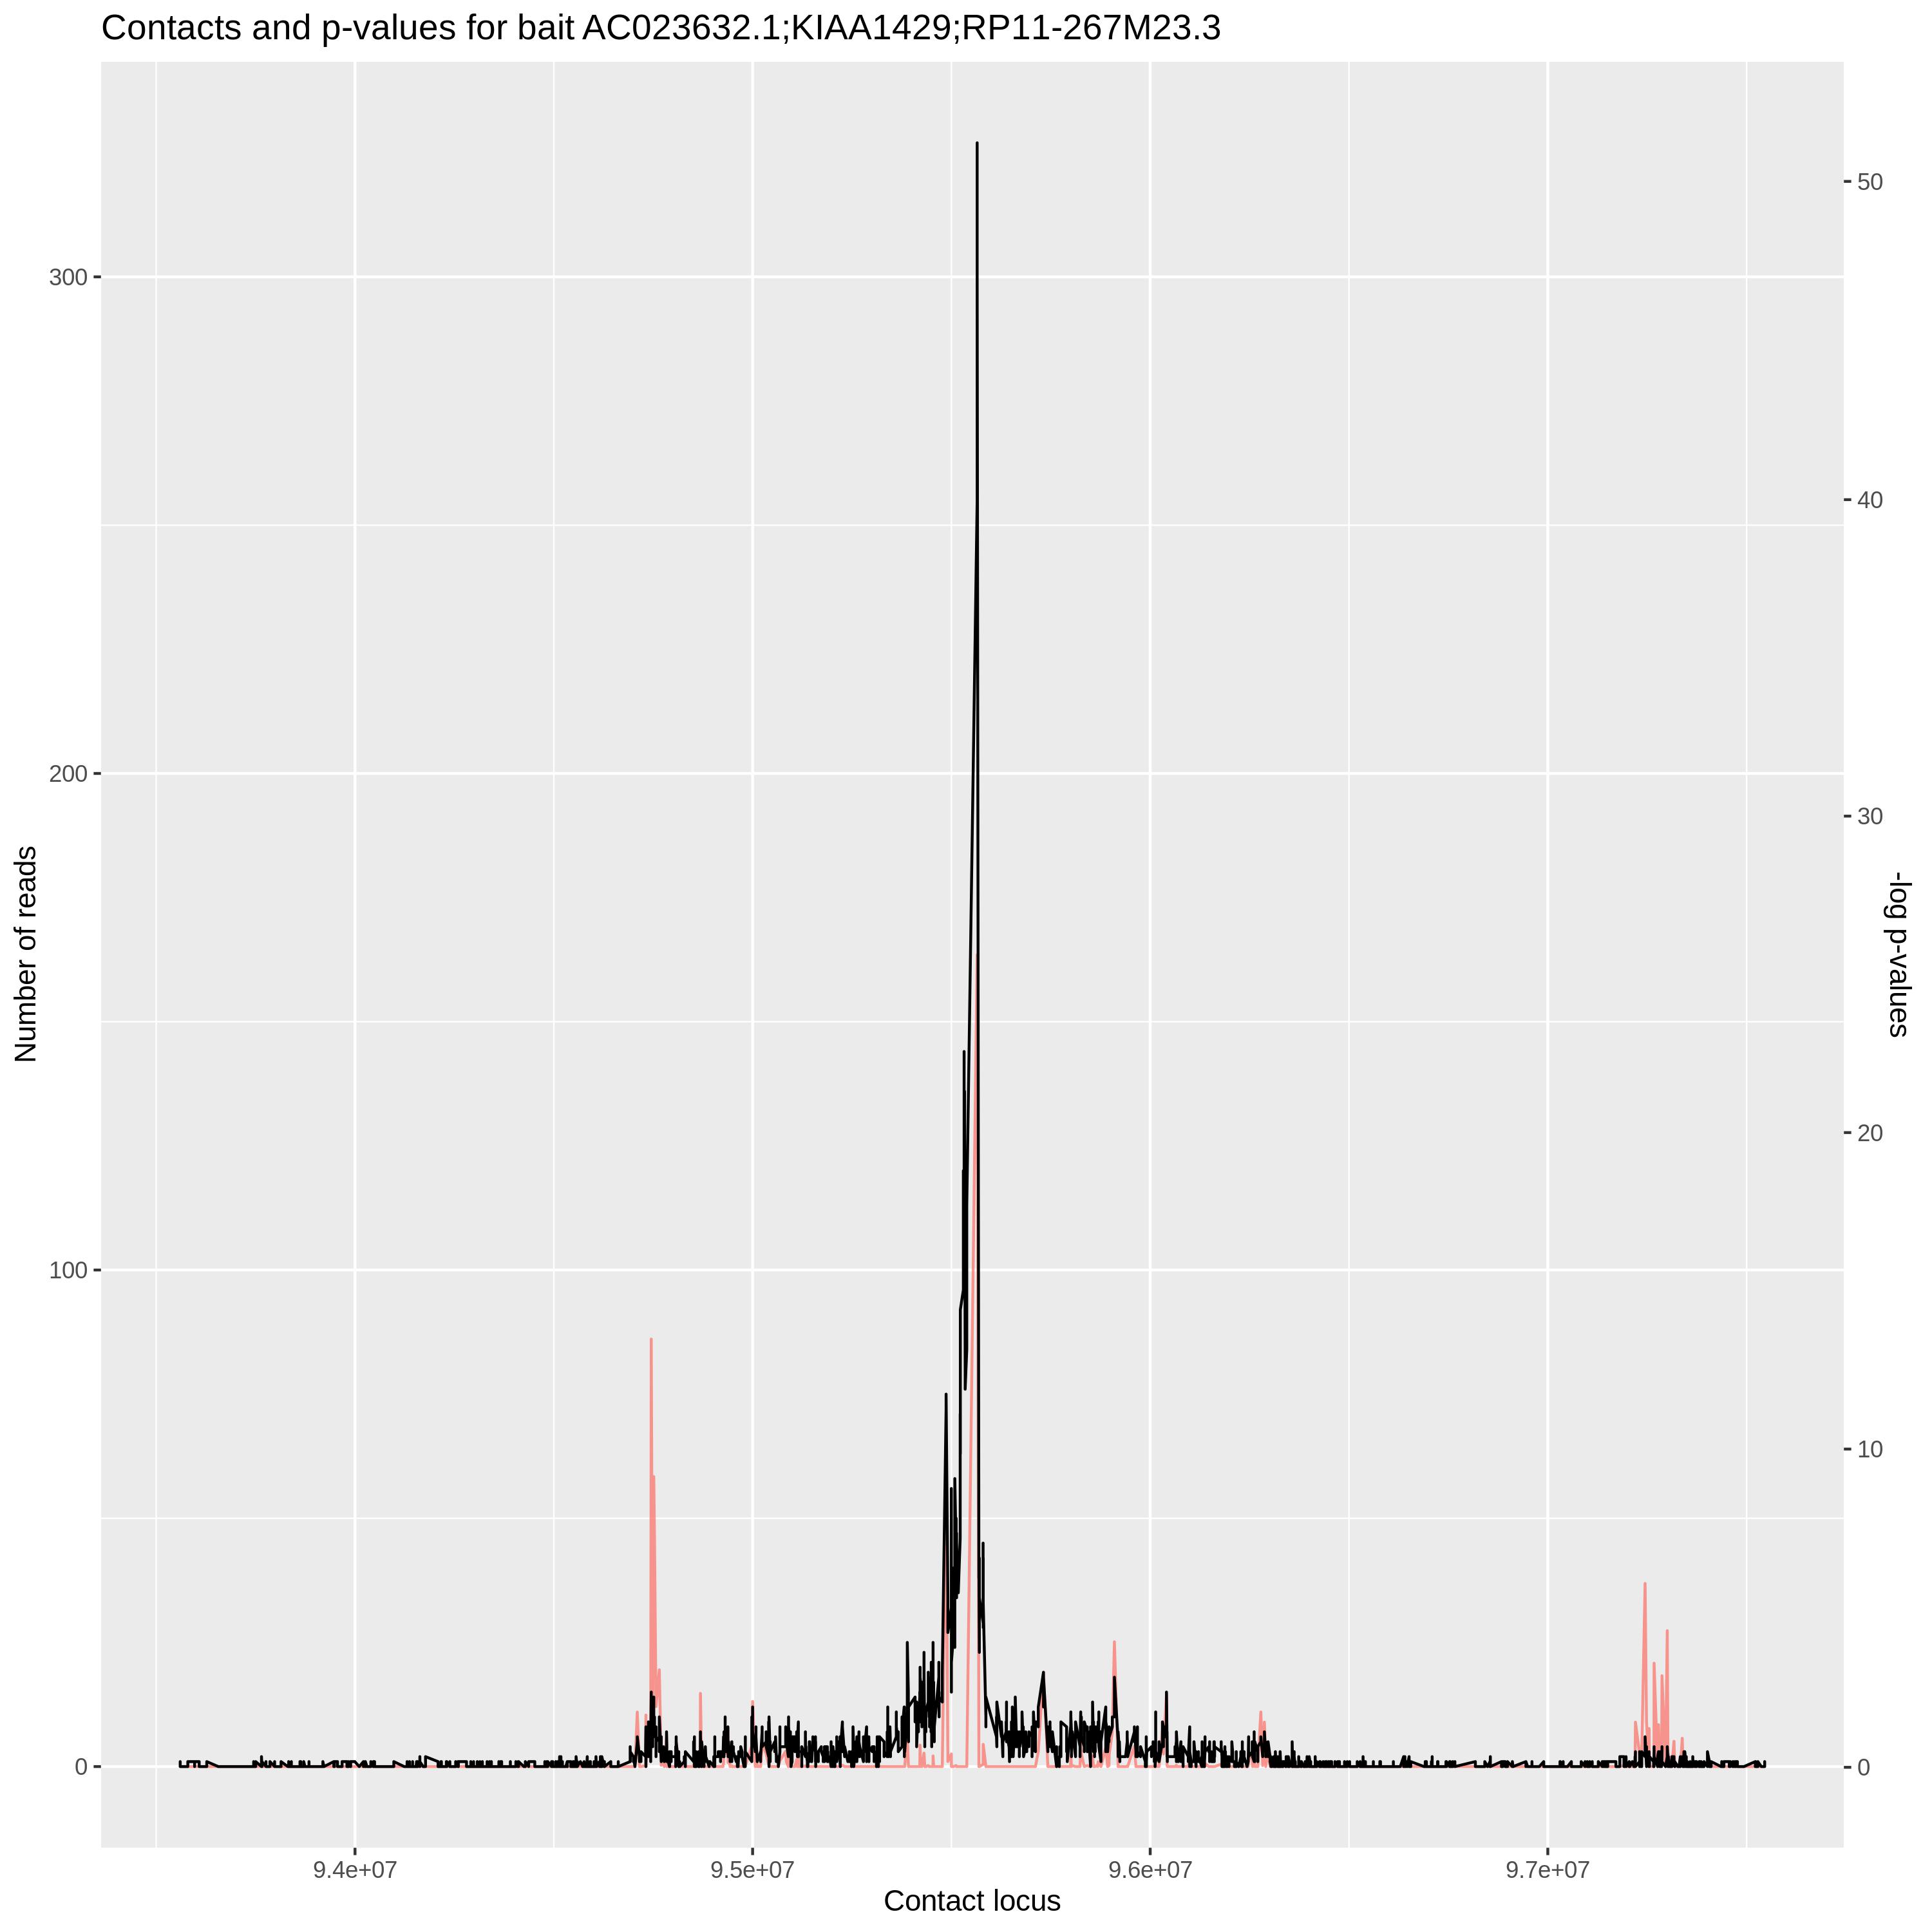 Contacts and p-values for bait AC023632.1;KIAA1429;RP11-267M23.3
300
200
100
0
Number of reads
50
40
30
20
10
0
-log p-values
9.4e+07
9.5e+07
9.6e+07
9.7e+07
Contact locus